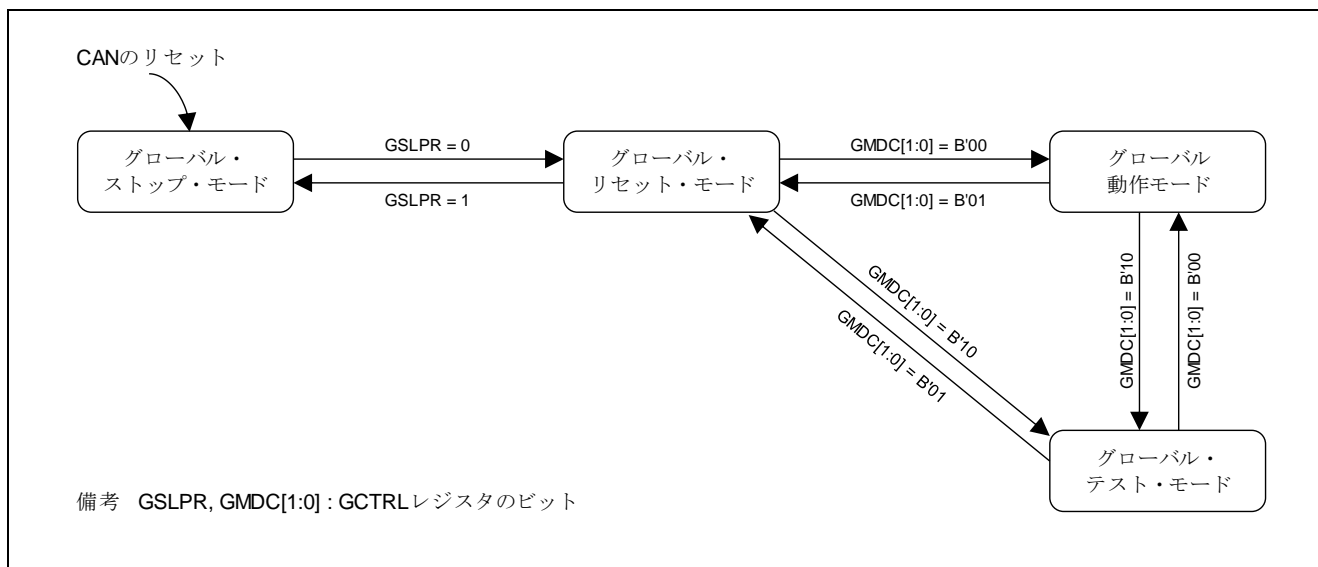 CANのリセット
グローバル・
ストップ・モード
GSLPR = 0
GSLPR = 1
グローバル・
リセット・モード
GMDC[1:0] = B'00
GMDC[1:0] = B'01
グローバル
動作モード
GMDC[1:0] = B'10
GMDC[1:0] = B'01
GMDC[1:0] = B'10
GMDC[1:0] = B'00
グローバル・
テスト・モード
備考 GSLPR, GMDC[1:0] : GCTRLレジスタのビット